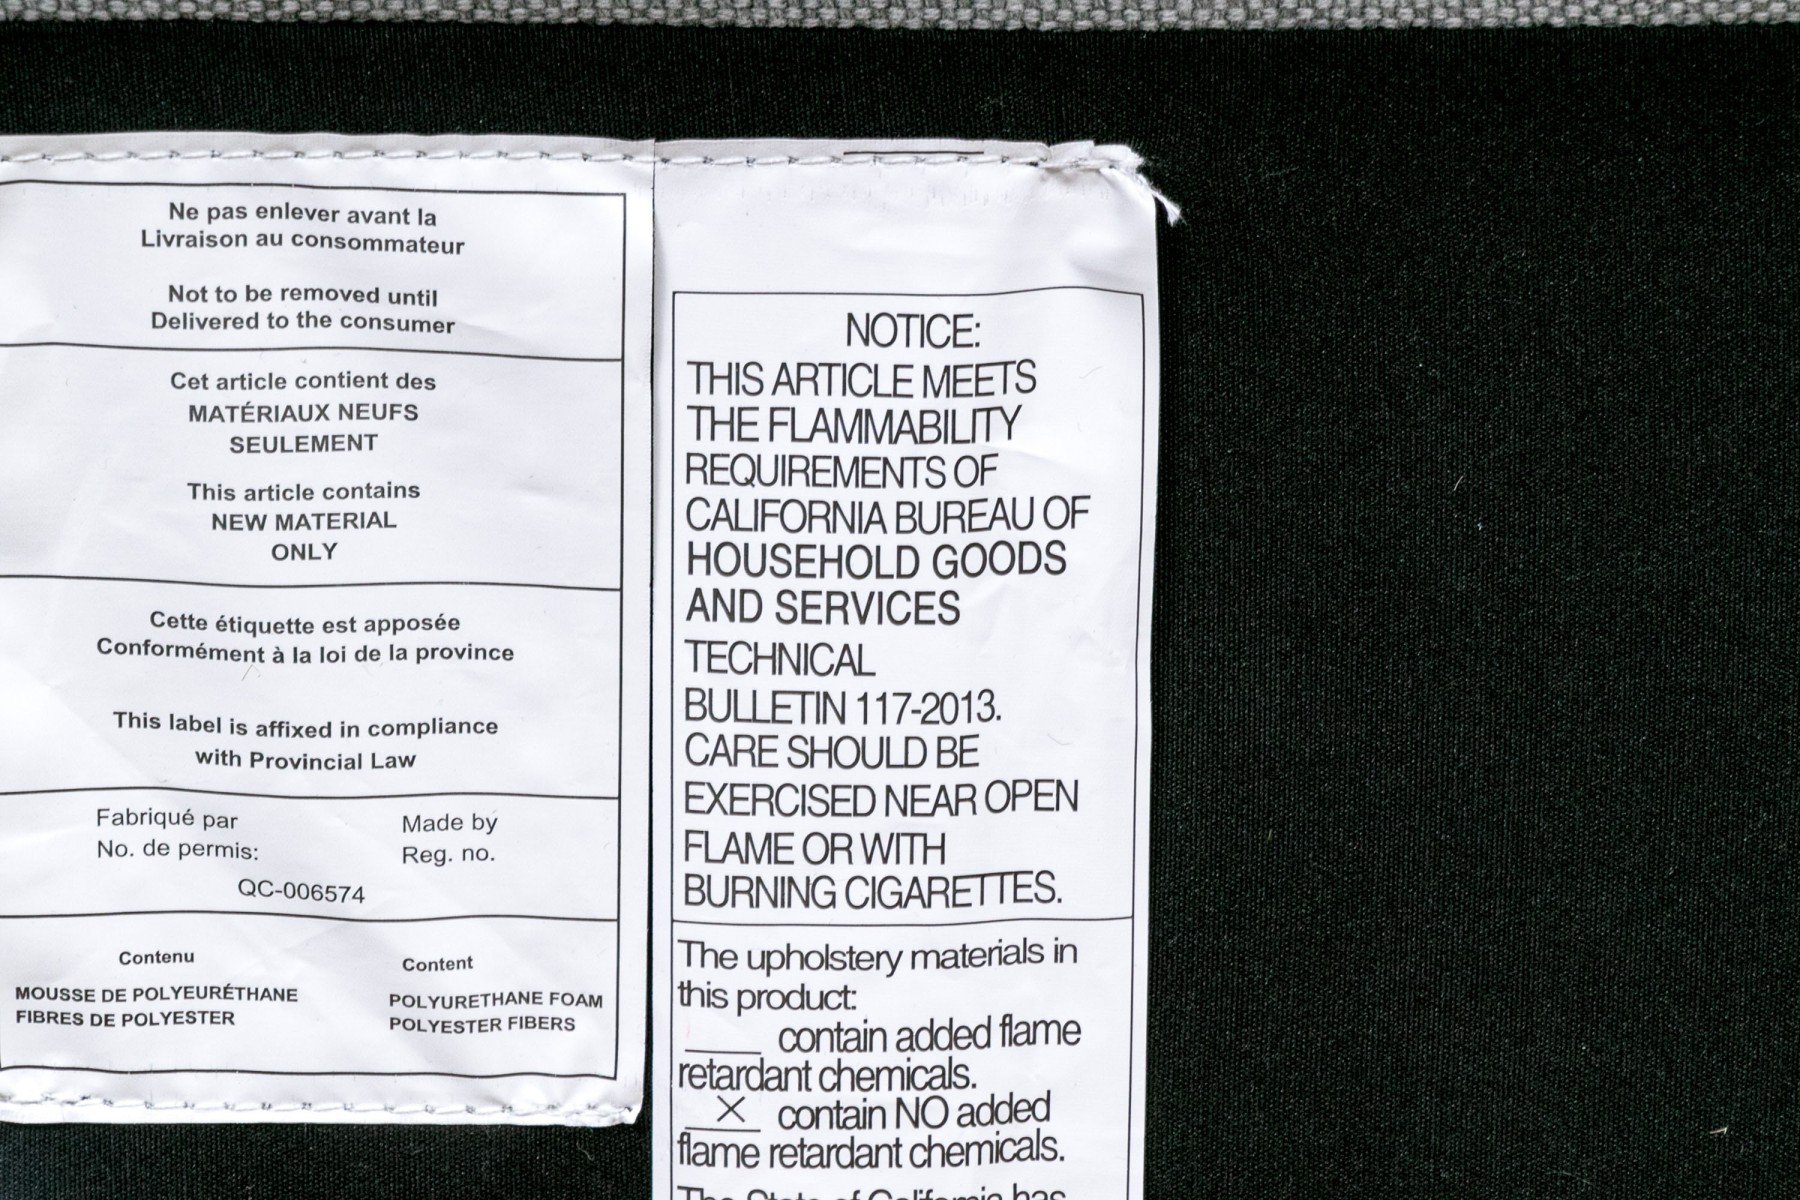 Ne pas enlever avant la
Livraison au consommateur
Not to be removed until
Delivered to the consumer
Cet article contient des
MATÉRIAUX NEUFS
SEULEMENT
This article contains
NEW MATERIAL
ONLY
Cette étiquette est apposée
Conformément à la loi de la province
This label is affixed in compliance
with Provincial Law
Fabriqué par
No. de permis:
Made by
Reg. no.
QC-006574
Contenu
MOUSSE DE POLYEURÉTHANE
FIBRES DE POLYESTER
Content
POLYURETHANE FOAM
POLYESTER FIBERS
NOTICE:
THIS ARTICLE MEETS
THE FLAMMABILITY
REQUIREMENTS OF
CALIFORNIA BUREAU OF
HOUSEHOLD GOODS
AND SERVICES
TECHNICAL
BULLETIN 117-2013.
CARE SHOULD BE
EXERCISED NEAR OPEN
FLAME OR WITH
BURNING CIGARETTES.
The upholstery materials in
this product:
____ contain added flame
retardant chemicals.
X contain NO added
flame retardant chemicals.
The State of California has